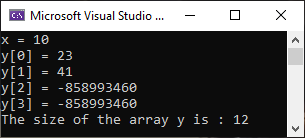 Microsoft Visual Studio ...
x = 10
y[0] = 23
y[1] = 41
y[2] = -858993460
y[3] = -858993460
The size of the array y is : 12